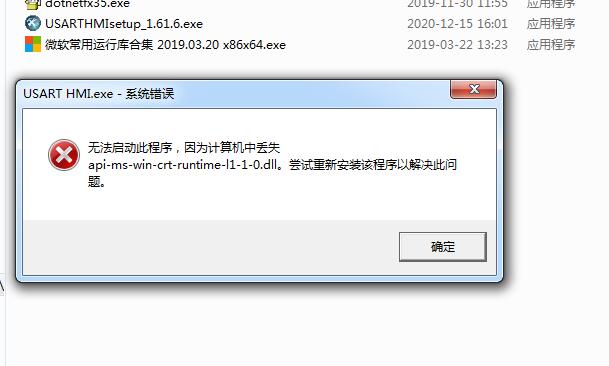 dotnetfx35.exe 2019-11-30 11:55 应用程序
USARTHMIsetup_1.61.6.exe 2020-12-15 16:01 应用程序
微软常用运行库合集 2019.03.20 x86x64.exe 2019-03-22 13:23 应用程序
USART HMI.exe - 系统错误
无法启动此程序，因为计算机中丢失
api-ms-win-crt-runtime-l1-1-0.dll。尝试重新安装该程序以解决此问
题。
确定